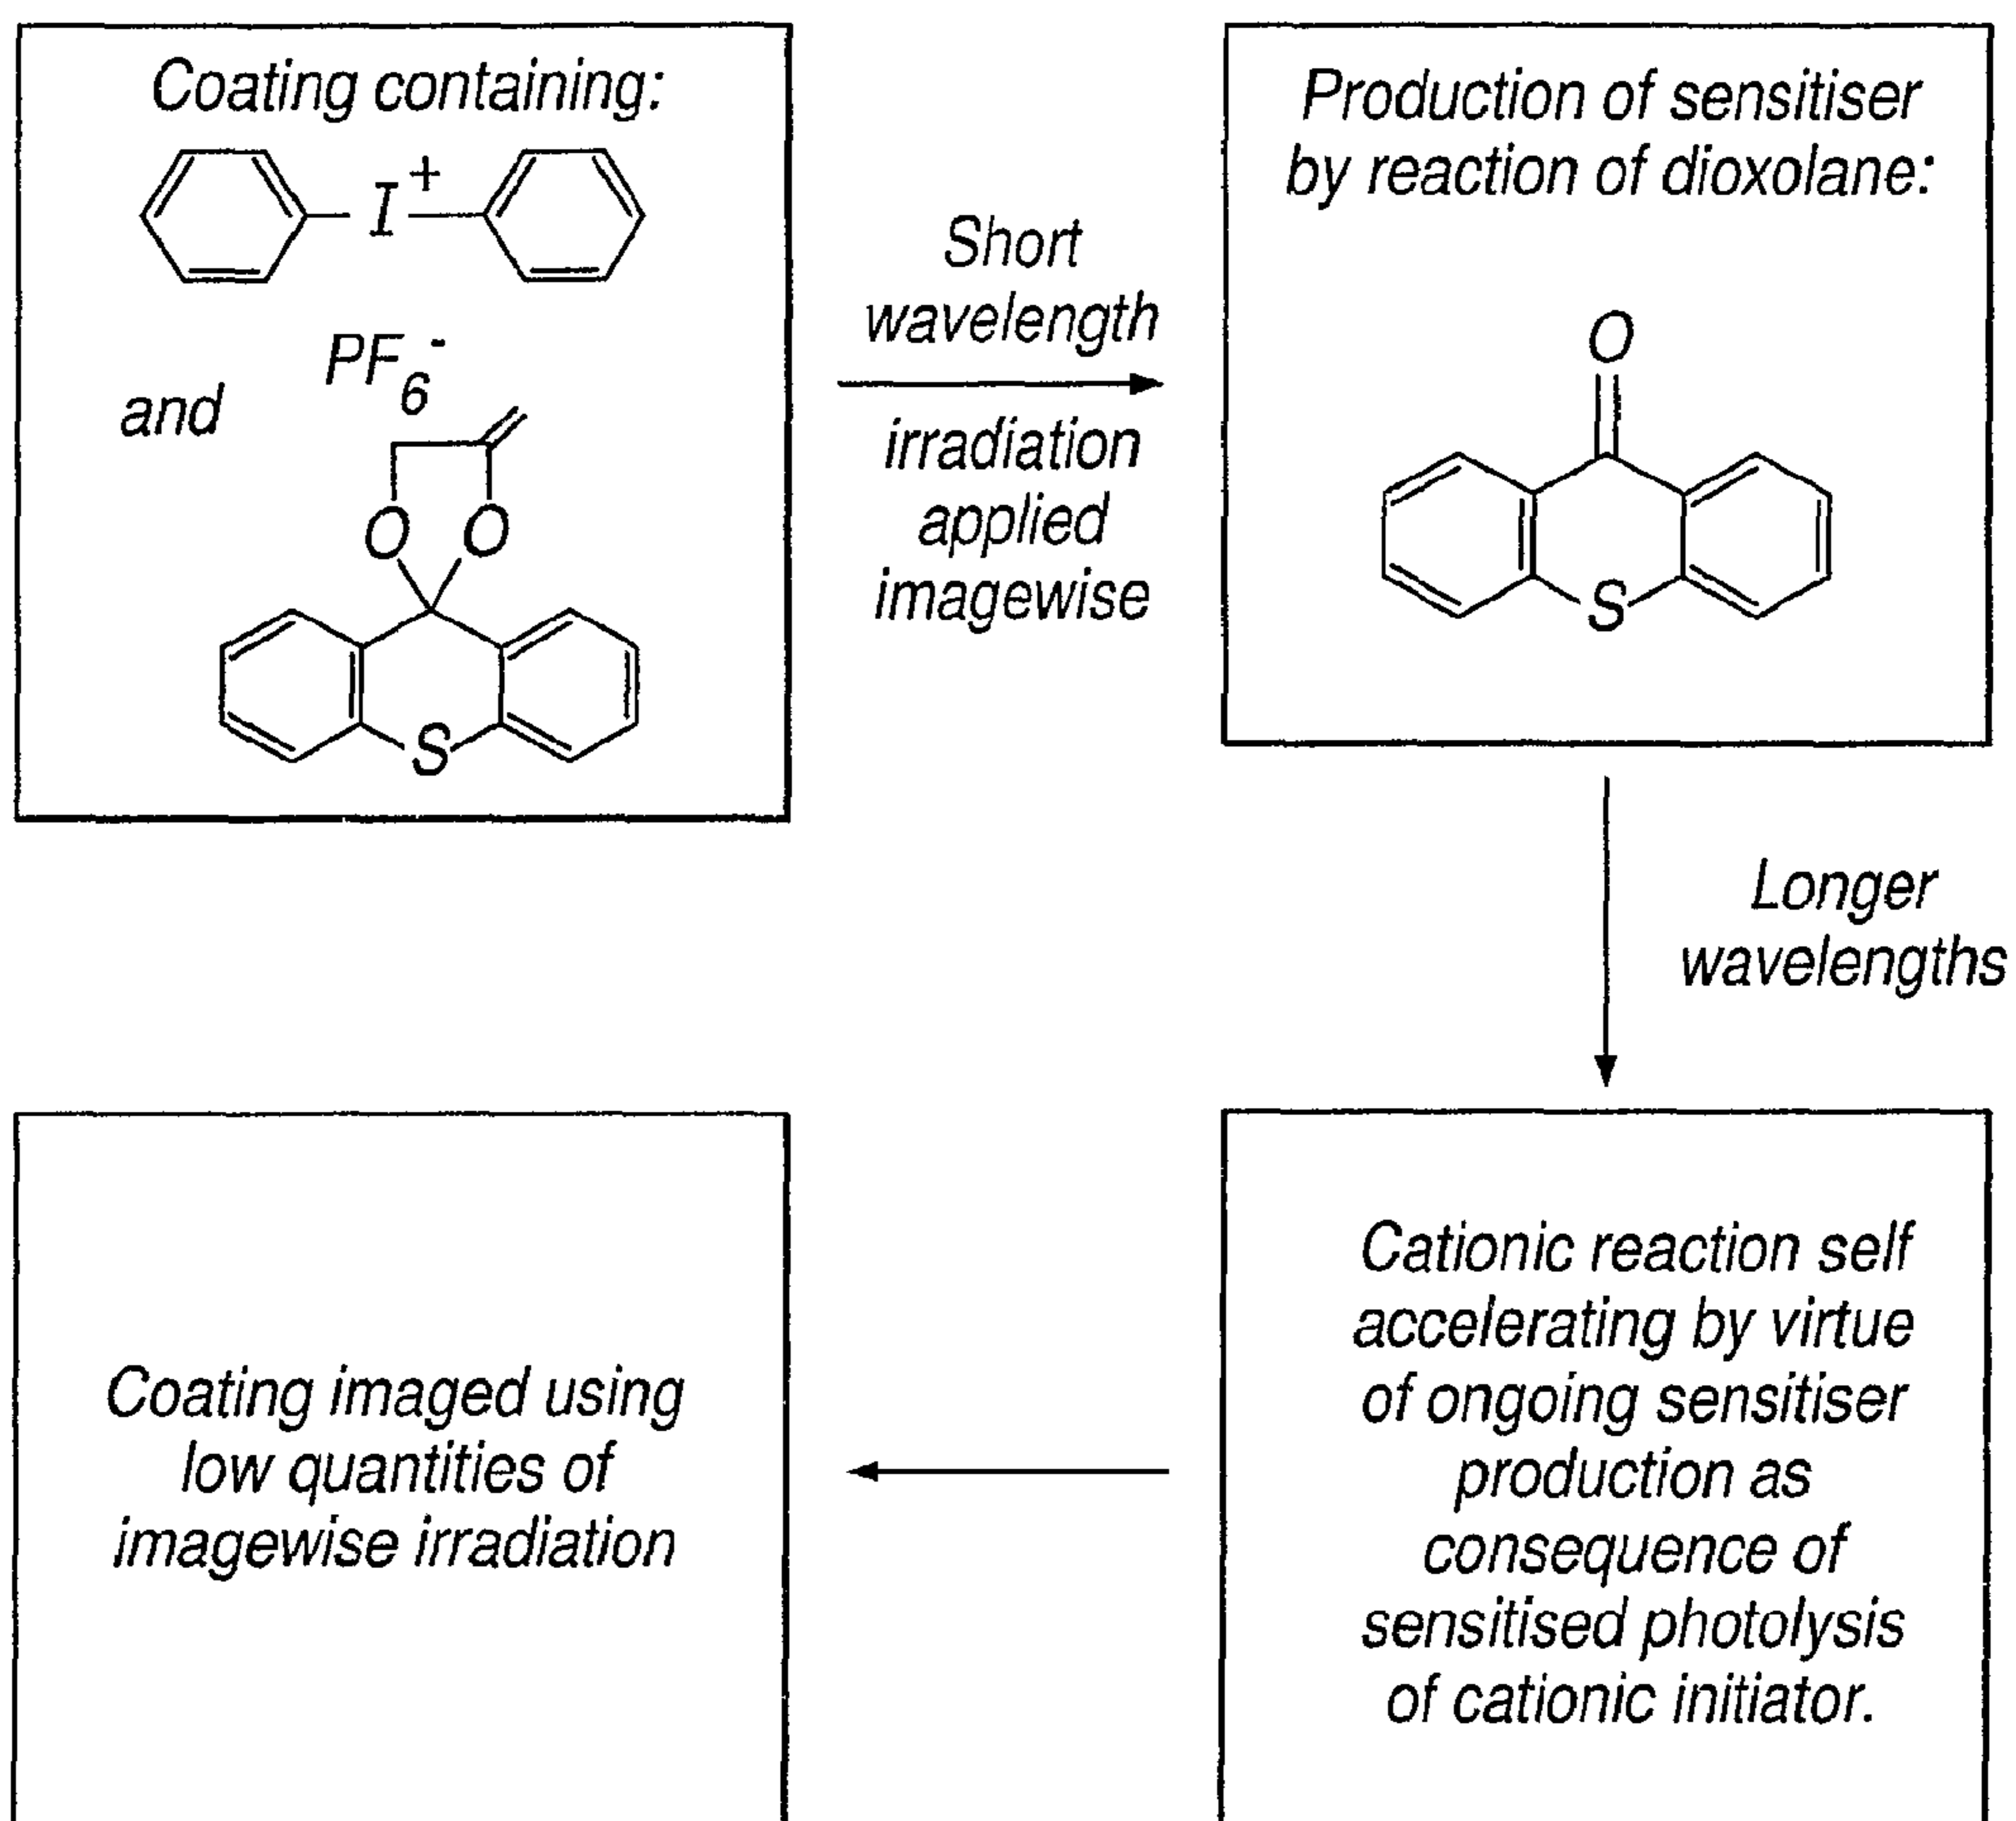 Coating containing:
I+
PF6-
and
O O
S
Short
wavelength
irradiation
applied
imagewise
Production of sensitiser
by reaction of dioxolane:
O
S
Longer
wavelengths
Cationic reaction self
accelerating by virtue
of ongoing sensitiser
production as
consequence of
sensitised photolysis
of cationic initiator.
Coating imaged using
low quantities of
imagewise irradiation